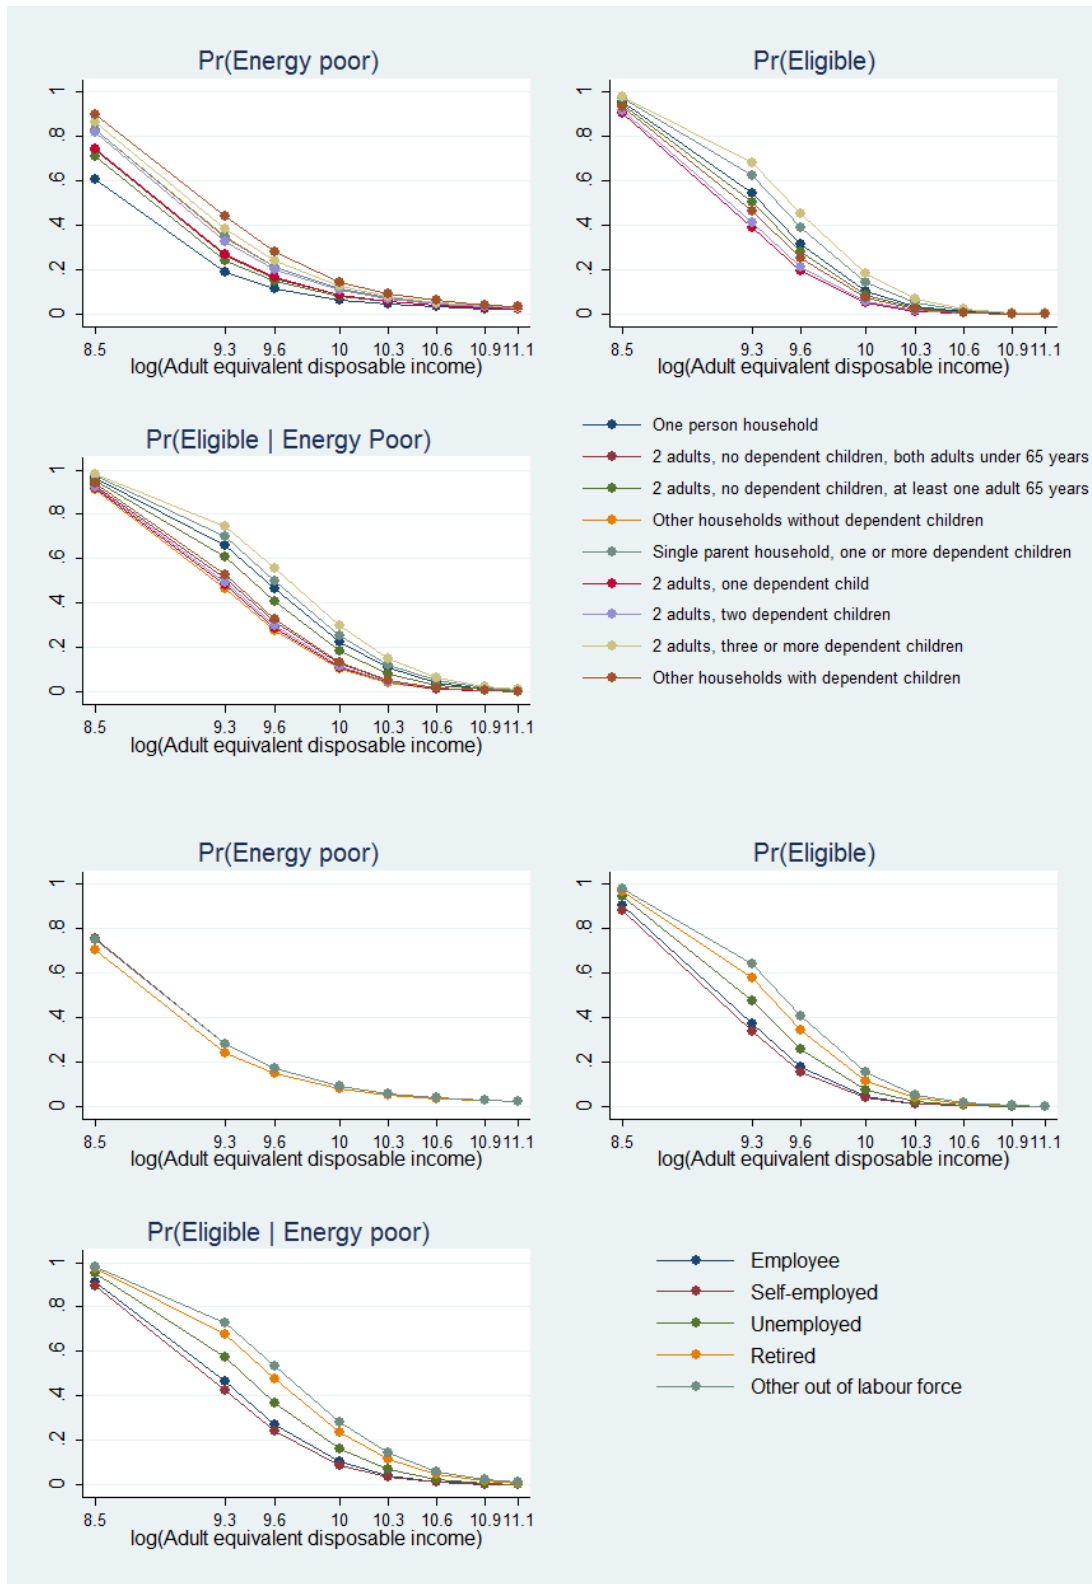 Pr(Energy poor)
1
.8
.6
.4
.2
0
8.5 9.3 9.6 10 10.3 10.6 10.9 11.1
log(Adult equivalent disposable income)
Pr(Eligible)
1
.8
.6
.4
.2
0
8.5 9.3 9.6 10 10.3 10.6 10.9 11.1
log(Adult equivalent disposable income)
Pr(Eligible | Energy Poor)
1
.8
.6
.4
.2
0
8.5 9.3 9.6 10 10.3 10.6 10.9 11.1
log(Adult equivalent disposable income)
One person household
2 adults, no dependent children, both adults under 65 years
2 adults, no dependent children, at least one adult 65 years
Other households without dependent children
Single parent household, one or more dependent children
2 adults, one dependent child
2 adults, two dependent children
2 adults, three or more dependent children
Other households with dependent children
Pr(Energy poor)
1
.8
.6
.4
.2
0
8.5 9.3 9.6 10 10.3 10.6 10.9 11.1
log(Adult equivalent disposable income)
Pr(Eligible)
1
.8
.6
.4
.2
0
8.5 9.3 9.6 10 10.3 10.6 10.9 11.1
log(Adult equivalent disposable income)
Pr(Eligible | Energy poor)
1
.8
.6
.4
.2
0
8.5 9.3 9.6 10 10.3 10.6 10.9 11.1
log(Adult equivalent disposable income)
Employee
Self-employed
Unemployed
Retired
Other out of labour force